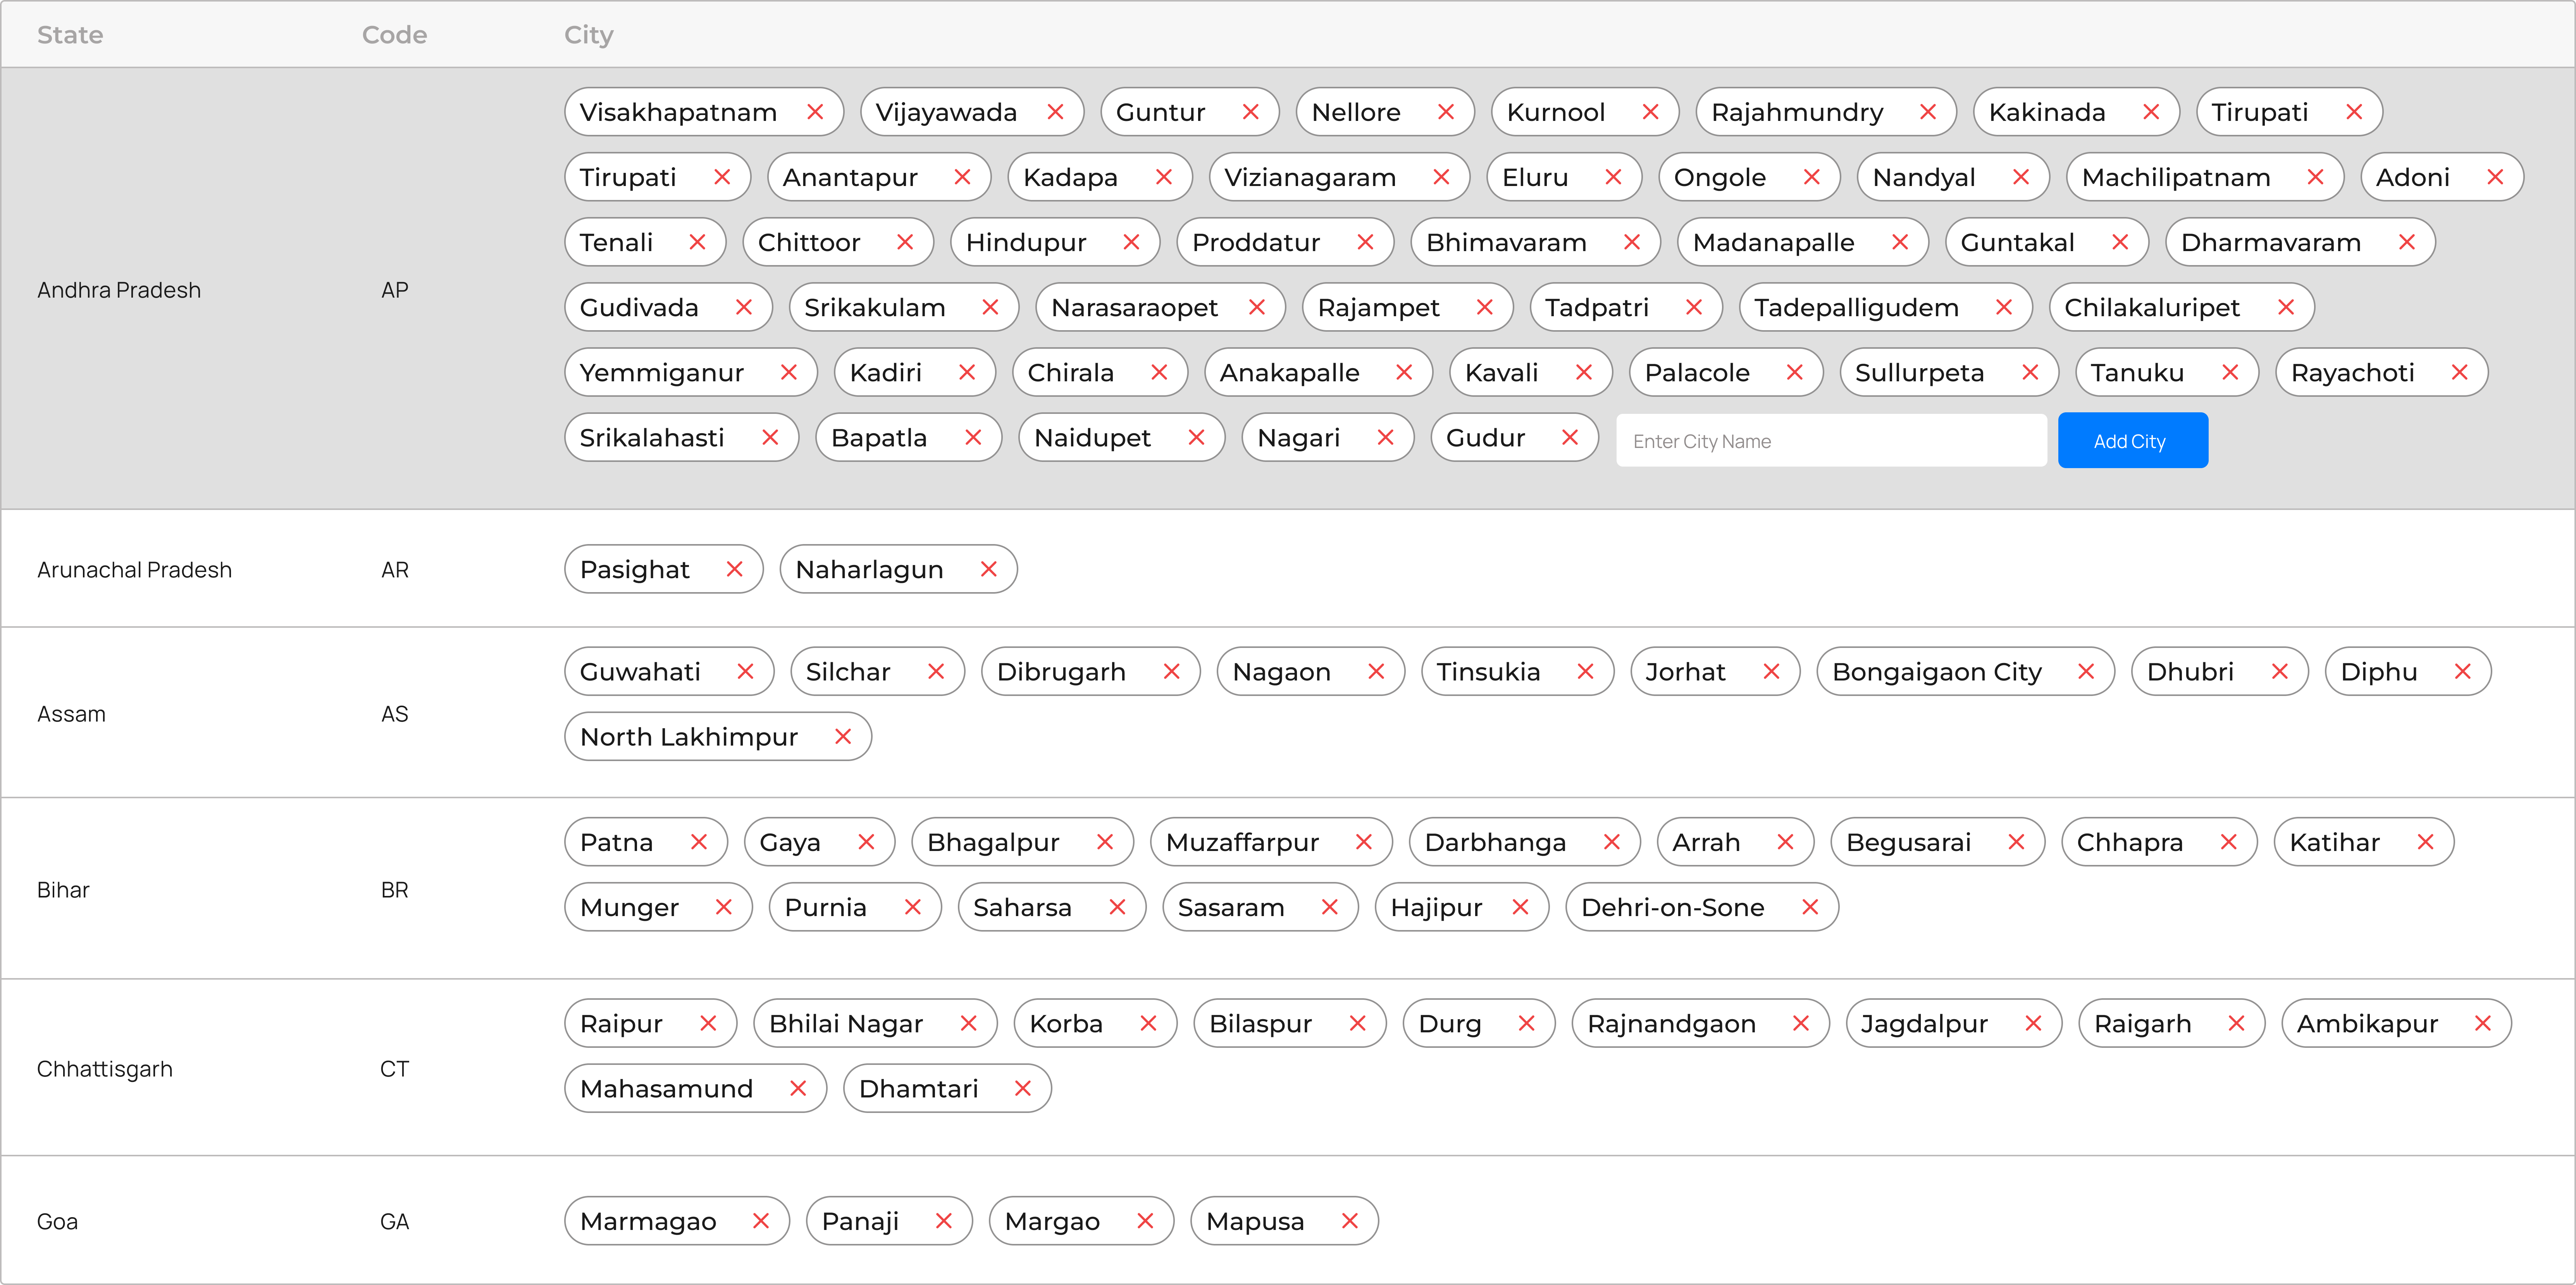 State Code City
Visakhapatnam Vijayawada Guntur Nellore Kurnool Rajahmundry Kakinada Tirupati
Tirupati Anantapur Kadapa Vizianagaram Eluru Ongole Nandyal Machilipatnam Adoni
Tenali Chittoor Hindupur Proddatur Bhimavaram Madanapalle Guntakal Dharmavaram
Andhra Pradesh AP
Gudivada Srikakulam Narasaraopet Rajampet Tadpatri Tadepalligudem Chilakaluripet
Yemmiganur Kadiri Chirala Anakapalle Kavali Palacole Sullurpeta Tanuku Rayachoti
Srikalahasti Bapatla Naidupet Nagari Gudur Enter City Name Add City
Arunachal Pradesh AR Pasighat Naharlagun
Guwahati Silchar Dibrugarh Nagaon Tinsukia Jorhat Bongaigaon City Dhubri Diphu
Assam AS
North Lakhimpur
Patna Gaya Bhagalpur Muzaffarpur Darbhanga Arrah Begusarai Chhapra Katihar
Bihar BR
Munger Purnia Saharsa Sasaram Hajipur Dehri-on-Sone
Raipur Bhilai Nagar Korba Bilaspur Durg Rajnandgaon Jagdalpur Raigarh Ambikapur
Chhattisgarh CT
Mahasamund Dhamtari
Goa GA Marmagao Panaji Margao Mapusa